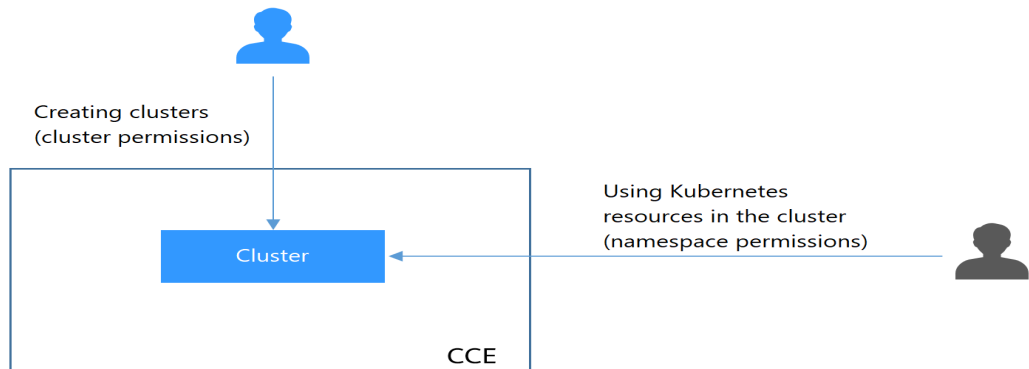 Creating clusters
(cluster permissions)
Using Kubernetes
resources in the cluster
(namespace permissions)
Cluster
CCE